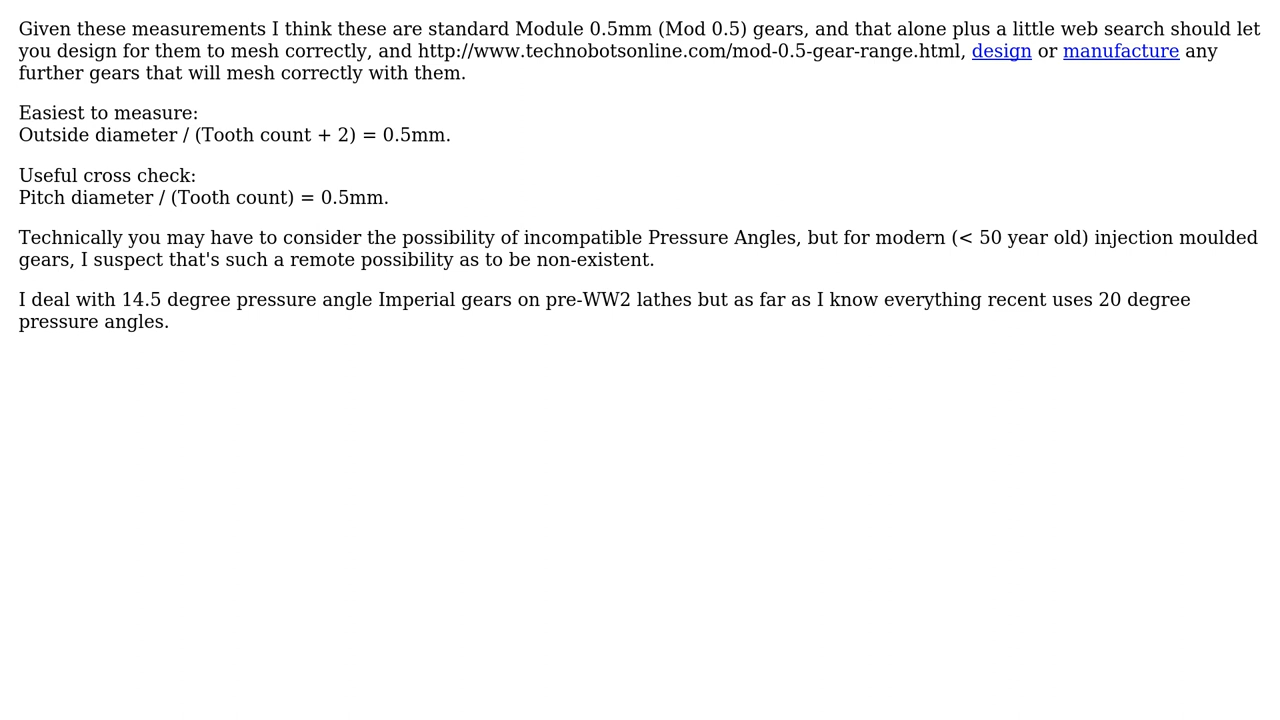 Given these measurements I think these are standard Module 0.5mm (Mod 0.5) gears, and that alone plus a little web search should let
you design for them to mesh correctly, and http://www.technobotsonline.com/mod-0.5-gear-range.html, design or manufacture any
further gears that will mesh correctly with them.
Easiest to measure:
Outside diameter / (Tooth count + 2) = 0.5mm.
Useful cross check:
Pitch diameter / (Tooth count) = 0.5mm.
Technically you may have to consider the possibility of incompatible Pressure Angles, but for modern (< 50 year old) injection moulded
gears, I suspect that's such a remote possibility as to be non-existent.
I deal with 14.5 degree pressure angle Imperial gears on pre-WW2 lathes but as far as I know everything recent uses 20 degree
pressure angles.